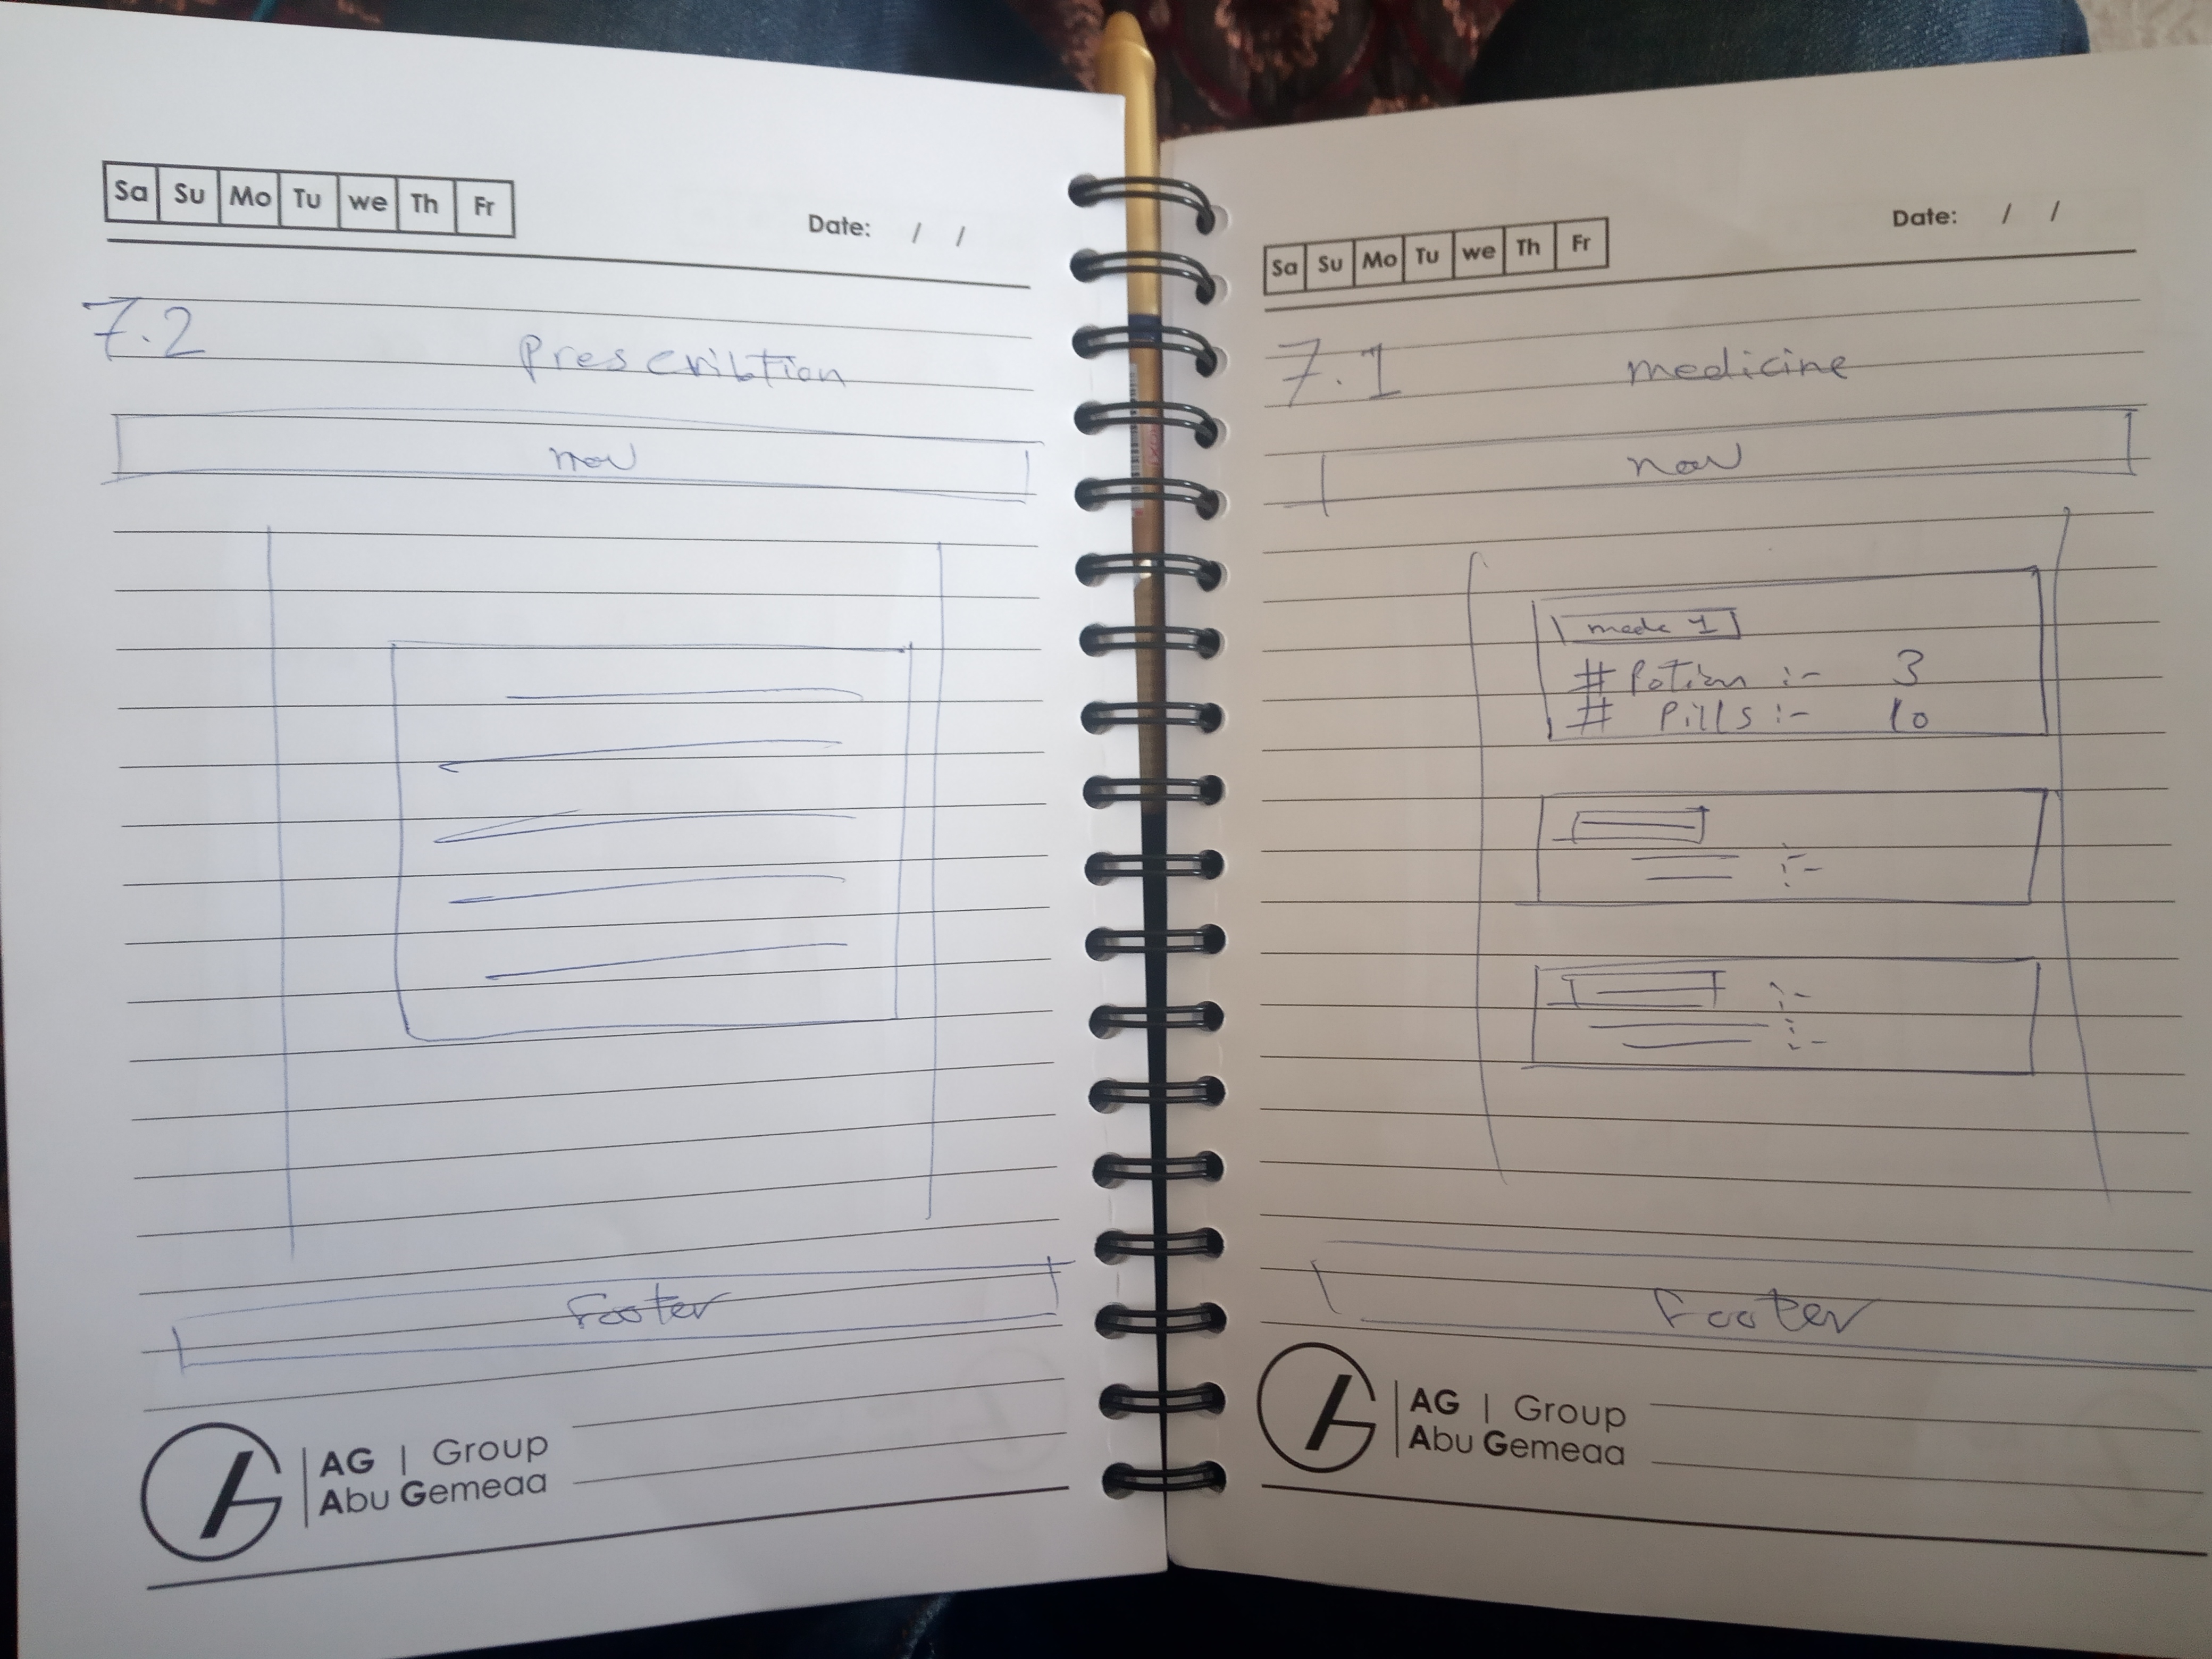 Sa Su Mo Tu we Th Fr
Date: / /
7.2 Prescribtion
nav
Footer
AG | Group
Abu Gemeaa
Sa Su Mo Tu we Th Fr
Date: / /
7.1 medicine
nav
mede 1
# Potion :- 3
# Pills :- 10
:-
:-
:-
Footer
AG | Group
Abu Gemeaa